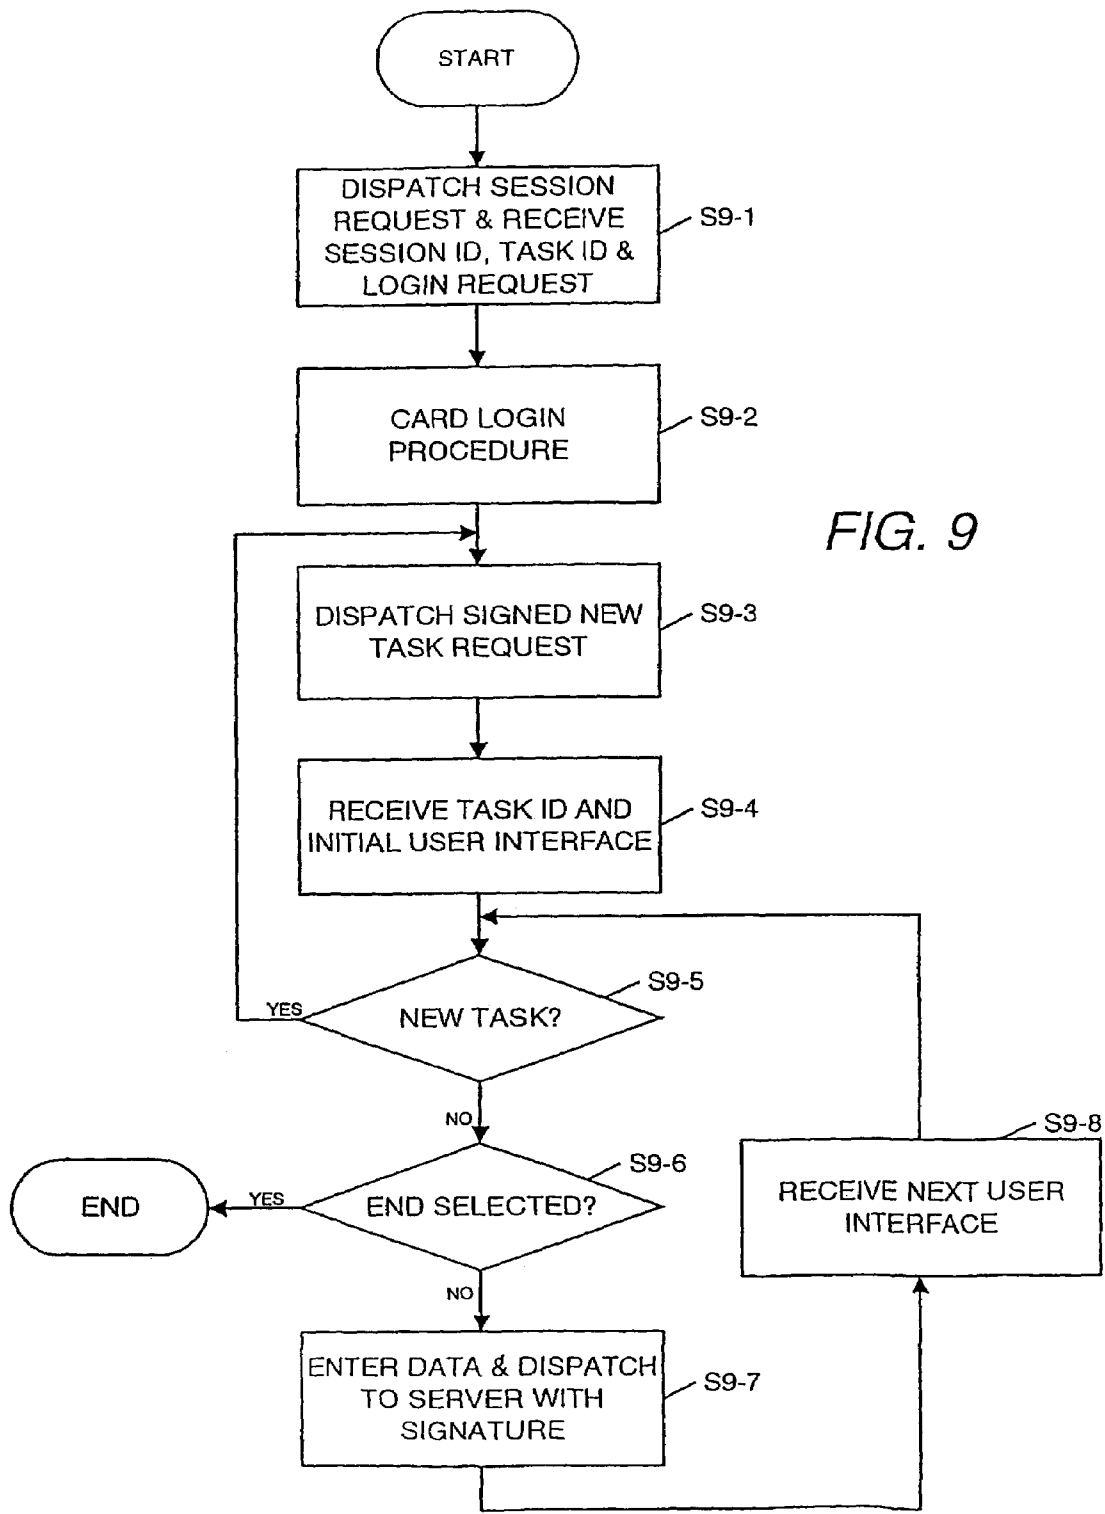 START
DISPATCH SESSION
REQUEST & RECEIVE
SESSION ID, TASK ID &
LOGIN REQUEST
S9-1
CARD LOGIN
PROCEDURE
S9-2
FIG. 9
DISPATCH SIGNED NEW
TASK REQUEST
S9-3
RECEIVE TASK ID AND
INITIAL USER INTERFACE
S9-4
NEW TASK?
S9-5
YES
NO
END SELECTED?
S9-6
YES
END
NO
ENTER DATA & DISPATCH
TO SERVER WITH
SIGNATURE
S9-7
RECEIVE NEXT USER
INTERFACE
S9-8